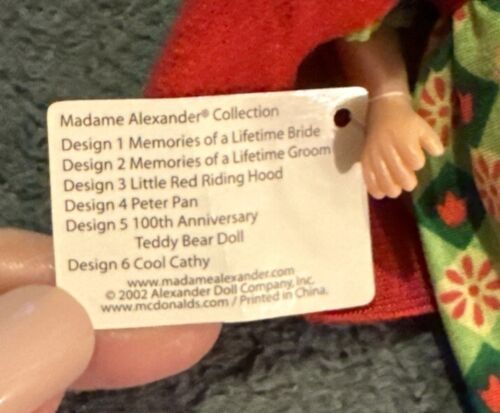 Madame Alexander® Collection
Design 1 Memories of a Lifetime Bride
Design 2 Memories of a Lifetime Groom
Design 3 Little Red Riding Hood
Design 4 Peter Pan
Design 5 100th Anniversary
Teddy Bear Doll
Design 6 Cool Cathy
www.madamealexander.com
© 2002 Alexander Doll Company, Inc.
www.mcdonalds.com / Printed in China.